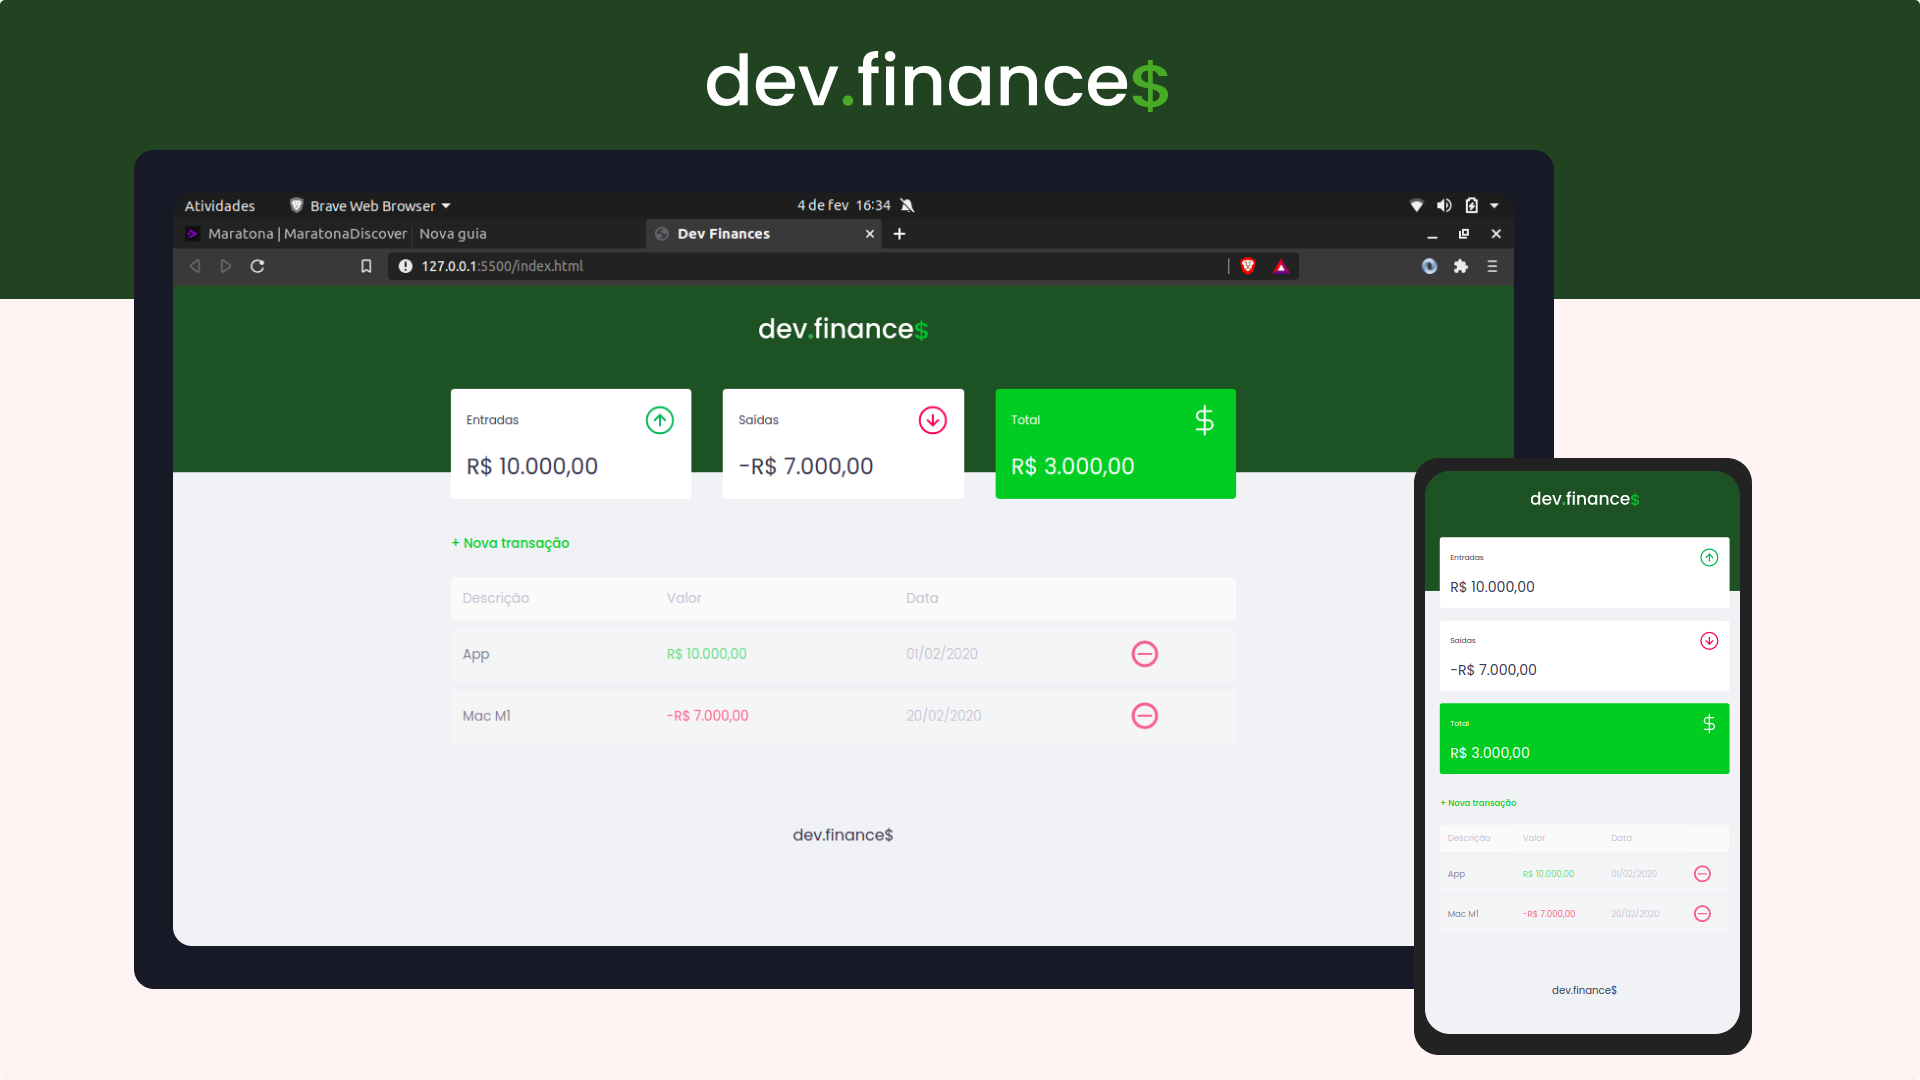 dev.finance$
Atividades Brave Web Browser 4 de fev 16:34
Maratona | MaratonaDiscover Nova guia Dev Finances
127.0.0.1:5500/index.html
dev.finance$
Entradas Saídas Total
R$ 10.000,00 -R$ 7.000,00 R$ 3.000,00
+ Nova transação
Descrição Valor Data
App R$ 10.000,00 01/02/2020
Mac M1 -R$ 7.000,00 20/02/2020
dev.finance$
dev.finance$
Entradas
R$ 10.000,00
Saídas
-R$ 7.000,00
Total
R$ 3.000,00
+ Nova transação
Descrição Valor Data
App R$ 10.000,00 01/02/2020
Mac M1 -R$ 7.000,00 20/02/2020
dev.finance$